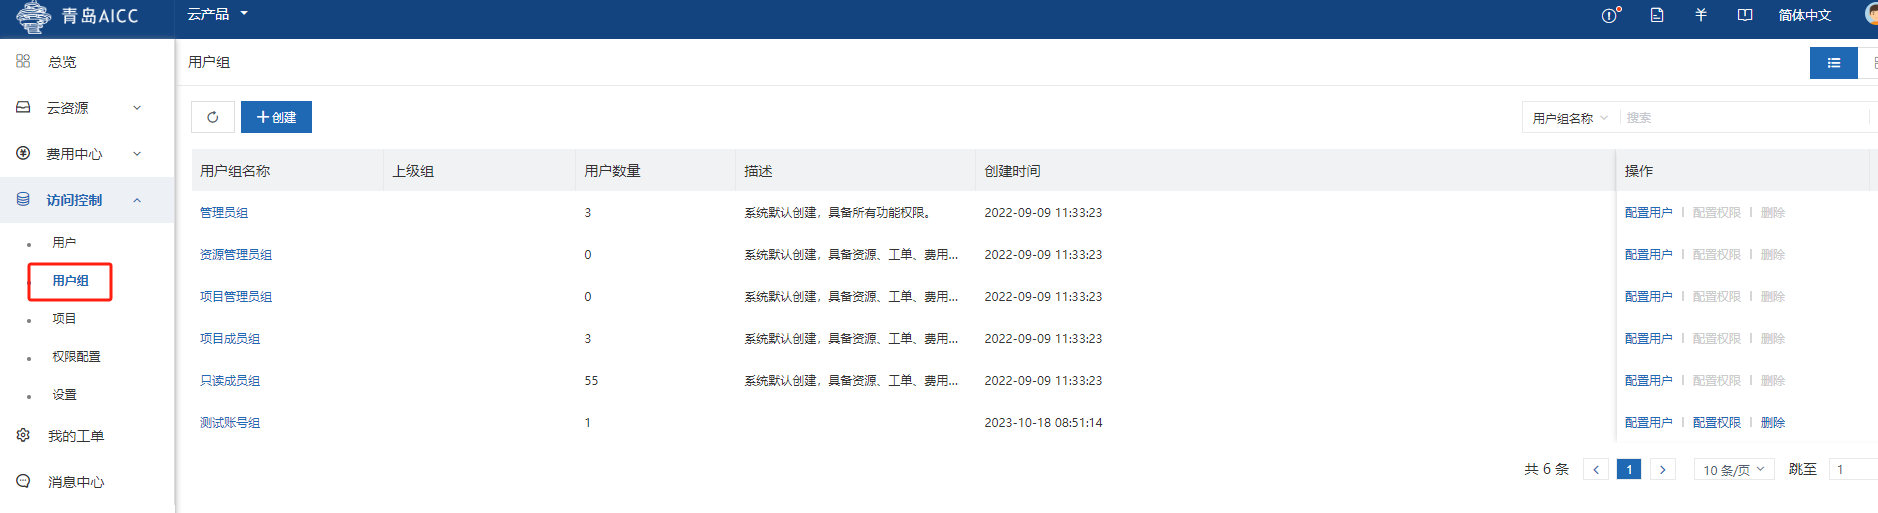 青岛AICC 云产品 简体中文
总览
云资源
费用中心
访问控制
用户
用户组
项目
权限配置
设置
我的工单
消息中心
用户组
创建
用户组名称 搜索
用户组名称 上级组 用户数量 描述 创建时间 操作
管理员组 3 系统默认创建，具备所有功能权限。 2022-09-09 11:33:23 配置用户 配置权限 删除
资源管理员组 0 系统默认创建，具备资源、工单、费用... 2022-09-09 11:33:23 配置用户 配置权限 删除
项目管理员组 0 系统默认创建，具备资源、工单、费用... 2022-09-09 11:33:23 配置用户 配置权限 删除
项目成员组 3 系统默认创建，具备资源、工单、费用... 2022-09-09 11:33:23 配置用户 配置权限 删除
只读成员组 55 系统默认创建，具备资源、工单、费用... 2022-09-09 11:33:23 配置用户 配置权限 删除
测试账号组 1 2023-10-18 08:51:14 配置用户 配置权限 删除
共 6 条 1 10 条/页 跳至 1